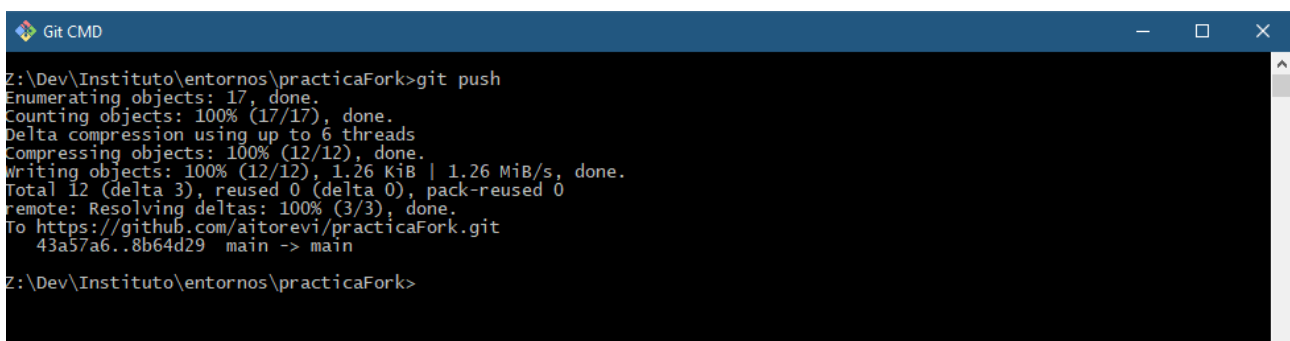 Git CMD
Z:\Dev\Instituto\entornos\practicaFork>git push
Enumerating objects: 17, done.
Counting objects: 100% (17/17), done.
Delta compression using up to 6 threads
Compressing objects: 100% (12/12), done.
Writing objects: 100% (12/12), 1.26 KiB | 1.26 MiB/s, done.
Total 12 (delta 3), reused 0 (delta 0), pack-reused 0
remote: Resolving deltas: 100% (3/3), done.
To https://github.com/aitorevi/practicaFork.git
   43a57a6..8b64d29  main -> main
Z:\Dev\Instituto\entornos\practicaFork>